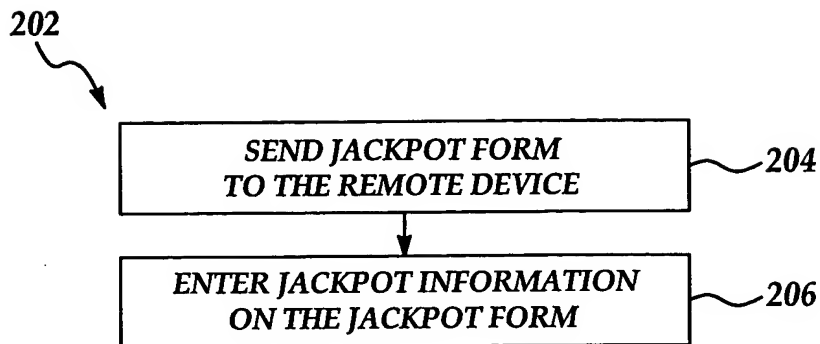 202
SEND JACKPOT FORM
TO THE REMOTE DEVICE
204
ENTER JACKPOT INFORMATION
ON THE JACKPOT FORM
206